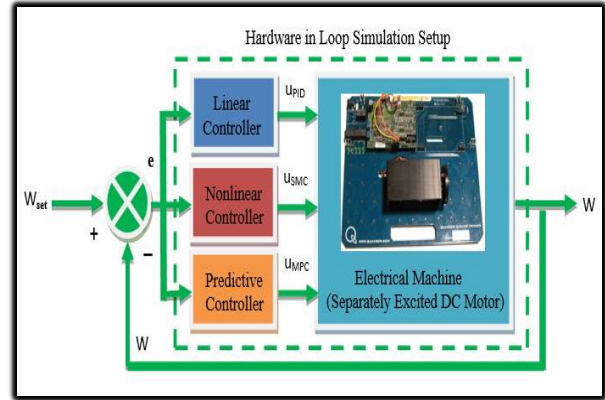 Hardware in Loop Simulation Setup
Linear
Controller
uPID
e
Wset
+
−
Nonlinear
Controller
uSMC
W
Predictive
Controller
uMPC
Electrical Machine
(Separately Excited DC Motor)
W